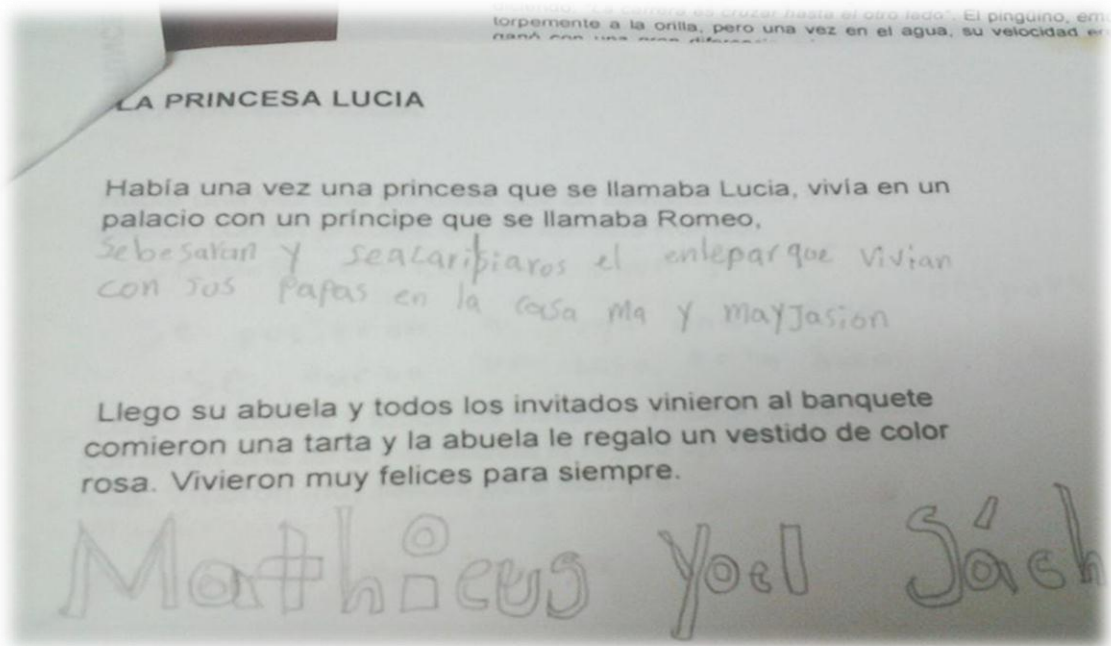 torpemente a la orilla, pero una vez en el agua, su velocidad
LA PRINCESA LUCIA
Había una vez una princesa que se llamaba Lucia, vivía en un
palacio con un príncipe que se llamaba Romeo,
sebesaran y seacarisiaros el enleparque vivian
con sus papas en la casa ma y mayJasion
Llego su abuela y todos los invitados vinieron al banquete
comieron una tarta y la abuela le regalo un vestido de color
rosa. Vivieron muy felices para siempre.
Mathieus Yoel Sách